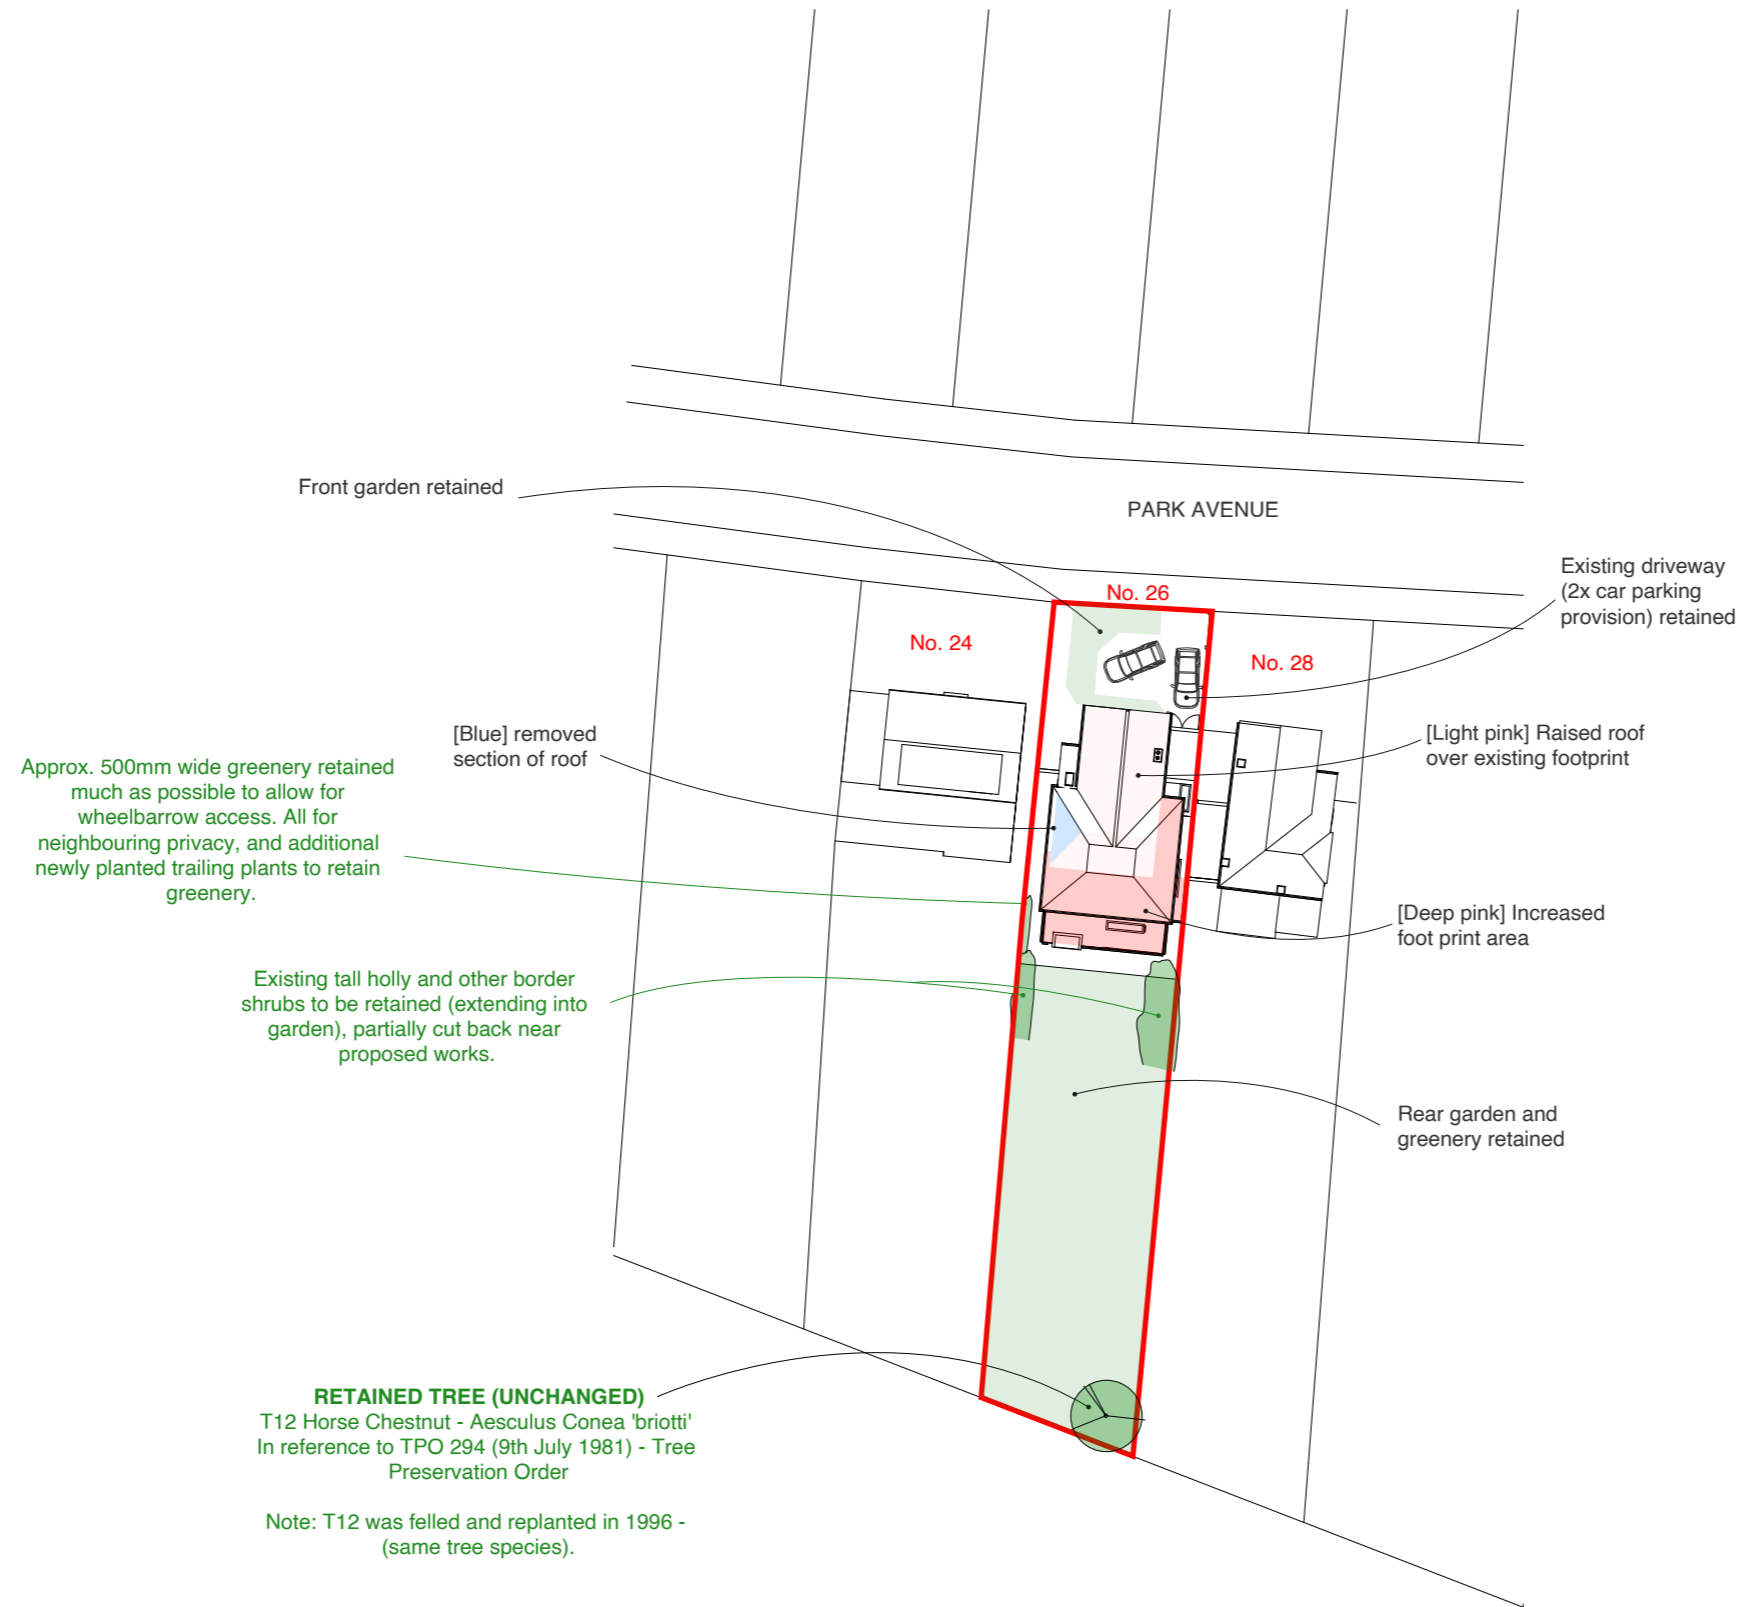 Front garden retained
PARK AVENUE
Existing driveway
(2x car parking
provision) retained
No. 26
No. 24
No. 28
[Blue] removed
section of roof
[Light pink] Raised roof
over existing footprint
Approx. 500mm wide greenery retained
much as possible to allow for
wheelbarrow access. All for
neighbouring privacy, and additional
newly planted trailing plants to retain
greenery.
[Deep pink] Increased
foot print area
Existing tall holly and other border
shrubs to be retained (extending into
garden), partially cut back near
proposed works.
Rear garden and
greenery retained
RETAINED TREE (UNCHANGED)
T12 Horse Chestnut - Aesculus Conea 'briotti'
In reference to TPO 294 (9th July 1981) - Tree
Preservation Order
Note: T12 was felled and replanted in 1996 -
(same tree species).